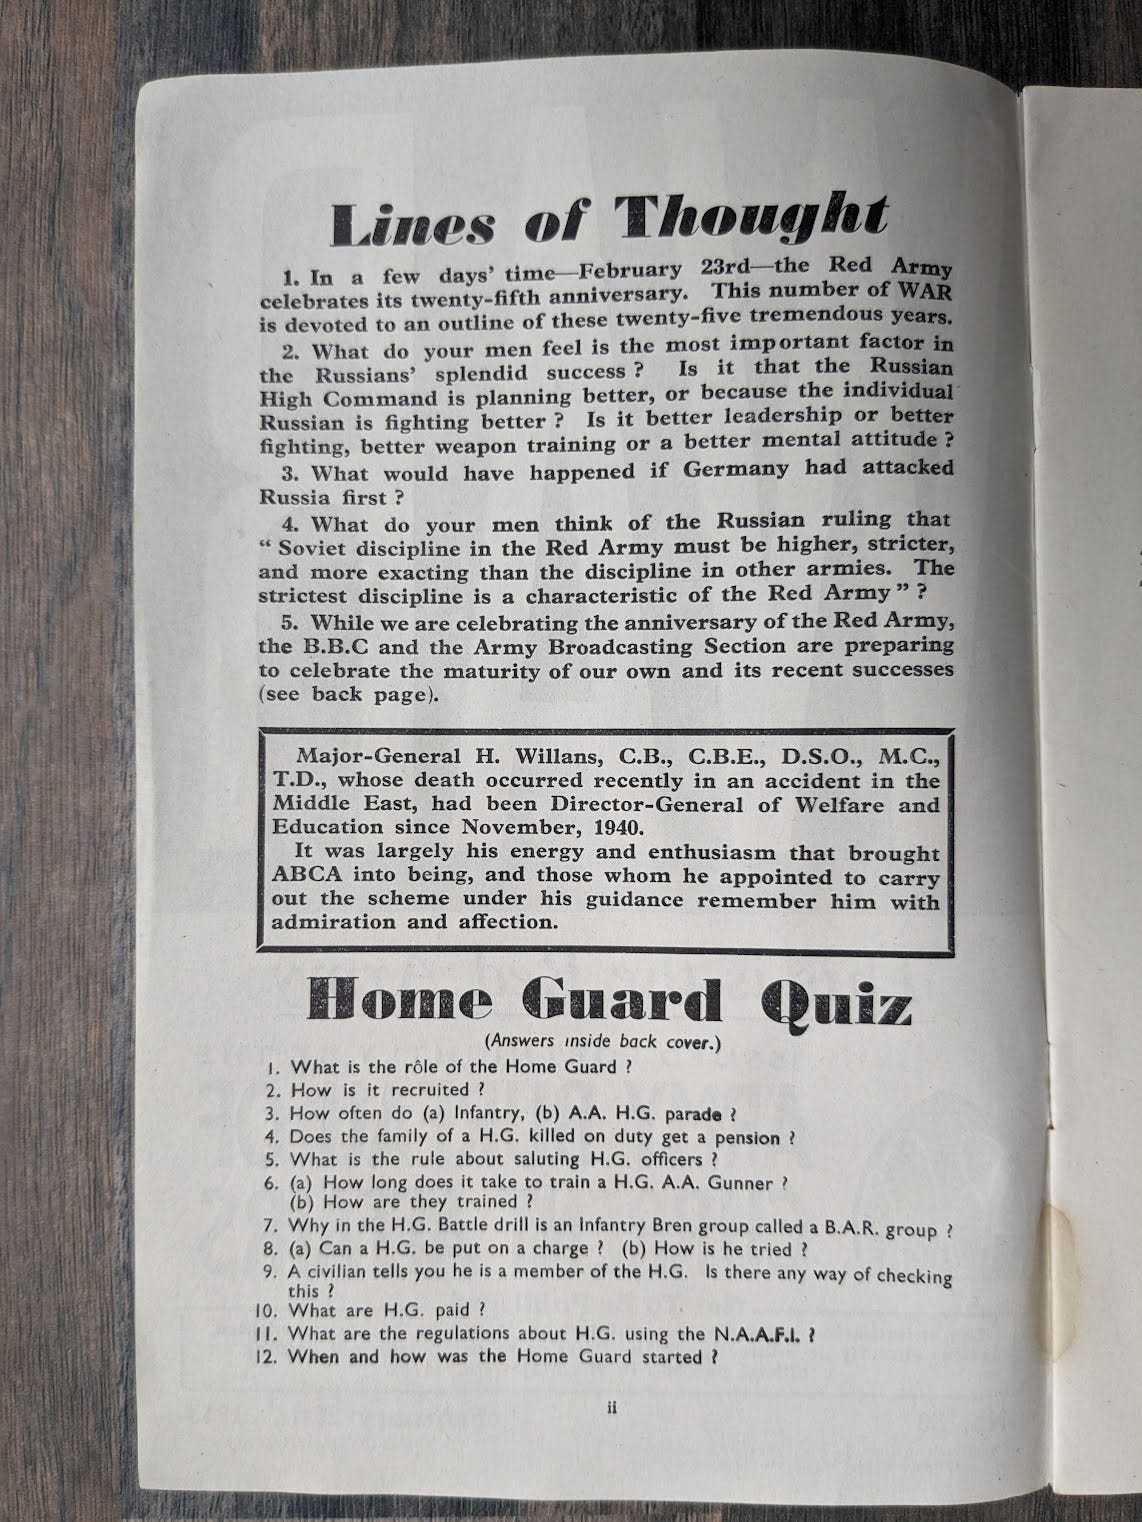 Lines of Thought
1. In a few days' time—February 23rd—the Red Army
celebrates its twenty-fifth anniversary. This number of WAR
is devoted to an outline of these twenty-five tremendous years.
2. What do your men feel is the most important factor in
the Russians' splendid success ? Is it that the Russian
High Command is planning better, or because the individual
Russian is fighting better ? Is it better leadership or better
fighting, better weapon training or a better mental attitude ?
3. What would have happened if Germany had attacked
Russia first ?
4. What do your men think of the Russian ruling that
“ Soviet discipline in the Red Army must be higher, stricter,
and more exacting than the discipline in other armies. The
strictest discipline is a characteristic of the Red Army ” ?
5. While we are celebrating the anniversary of the Red Army,
the B.B.C and the Army Broadcasting Section are preparing
to celebrate the maturity of our own and its recent successes
(see back page).
Major-General H. Willans, C.B., C.B.E., D.S.O., M.C.,
T.D., whose death occurred recently in an accident in the
Middle East, had been Director-General of Welfare and
Education since November, 1940.
It was largely his energy and enthusiasm that brought
ABCA into being, and those whom he appointed to carry
out the scheme under his guidance remember him with
admiration and affection.
Home Guard Quiz
(Answers inside back cover.)
1. What is the rôle of the Home Guard ?
2. How is it recruited ?
3. How often do (a) Infantry, (b) A.A. H.G. parade ?
4. Does the family of a H.G. killed on duty get a pension ?
5. What is the rule about saluting H.G. officers ?
6. (a) How long does it take to train a H.G. A.A. Gunner ?
(b) How are they trained ?
7. Why in the H.G. Battle drill is an Infantry Bren group called a B.A.R. group ?
8. (a) Can a H.G. be put on a charge ? (b) How is he tried ?
9. A civilian tells you he is a member of the H.G. Is there any way of checking
this ?
10. What are H.G. paid ?
11. What are the regulations about H.G. using the N.A.A.F.I. ?
12. When and how was the Home Guard started ?
ii